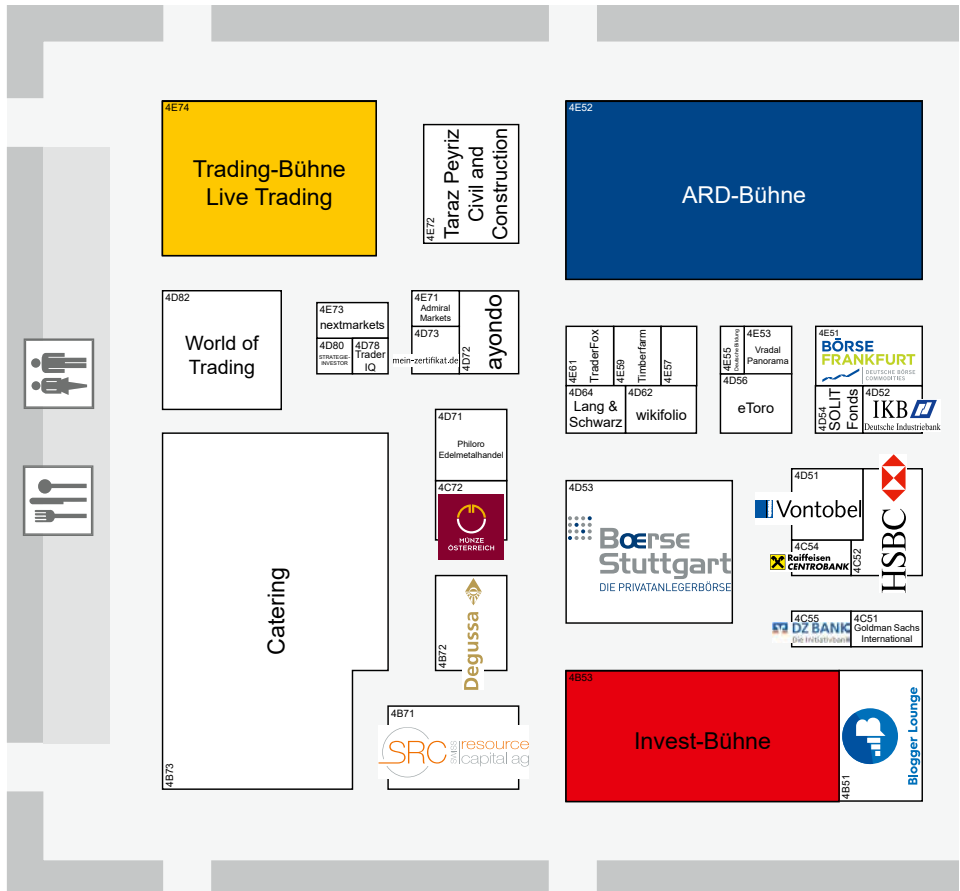 4E74
Trading-Bühne
Live Trading
4E72
Taraz Peyriz
Civil and
Construction
4E52
ARD-Bühne
4D82
World of
Trading
4E73
nextmarkets
4D80
STRATEGIE-
INVESTOR
4D78
Trader
IQ
4E71
Admiral
Markets
4D73
mein-zertifikat.de
4D72
ayondo
4E61
TraderFox
4E59
Timberfarm
4E57
4D64
Lang &
Schwarz
4D62
wikifolio
4E55
Deutsche Bildung
4E53
Vradal
Panorama
4D56
eToro
4E51
BÖRSE
FRANKFURT
DEUTSCHE BÖRSE
COMMODITIES
4D54
SOLIT
Fonds
4D52
IKB
Deutsche Industriebank
4D71
Philoro
Edelmetalhandel
4C72
MÜNZE
ÖSTERREICH
4D53
Boerse
Stuttgart
DIE PRIVATANLEGERBÖRSE
4D51
Vontobel
4C54
Raiffeisen
CENTROBANK
4C52
HSBC
4C55
DZ BANK
Die Initiativbank
4C51
Goldman Sachs
International
4B73
Catering
4B72
Degussa
4B71
SRC
SWISS
resource
capital ag
4B53
Invest-Bühne
4B51
Blogger Lounge